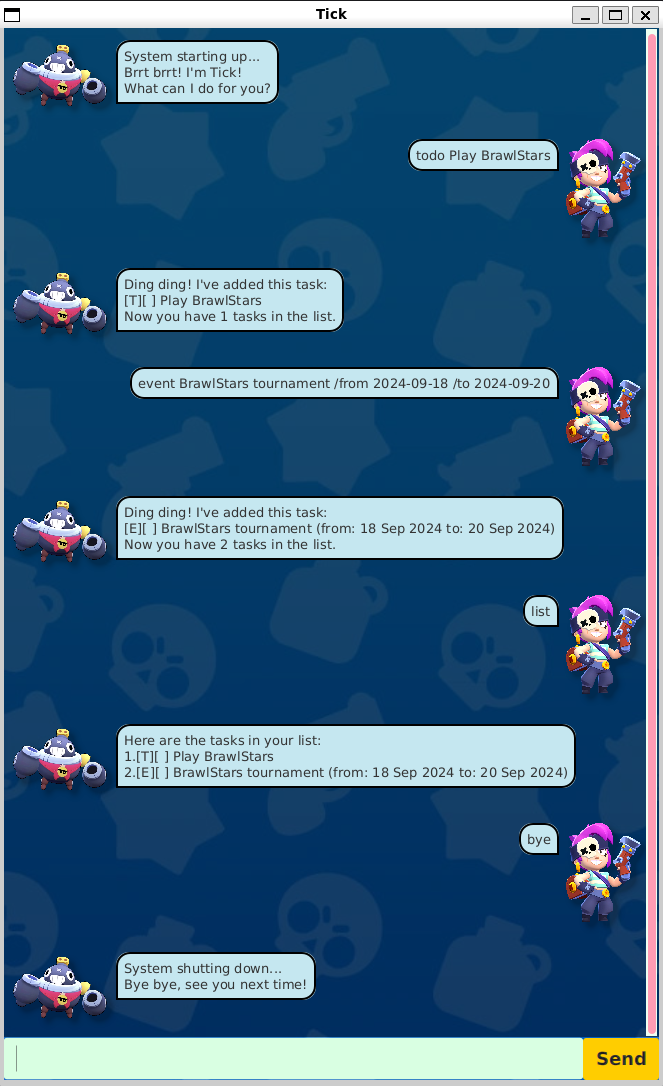 Tick
System starting up...
Brrt brrt! I'm Tick!
What can I do for you?
todo Play BrawlStars
Ding ding! I've added this task:
[T][ ] Play BrawlStars
Now you have 1 tasks in the list.
event BrawlStars tournament /from 2024-09-18 /to 2024-09-20
Ding ding! I've added this task:
[E][ ] BrawlStars tournament (from: 18 Sep 2024 to: 20 Sep 2024)
Now you have 2 tasks in the list.
list
Here are the tasks in your list:
1.[T][ ] Play BrawlStars
2.[E][ ] BrawlStars tournament (from: 18 Sep 2024 to: 20 Sep 2024)
bye
System shutting down...
Bye bye, see you next time!
Send